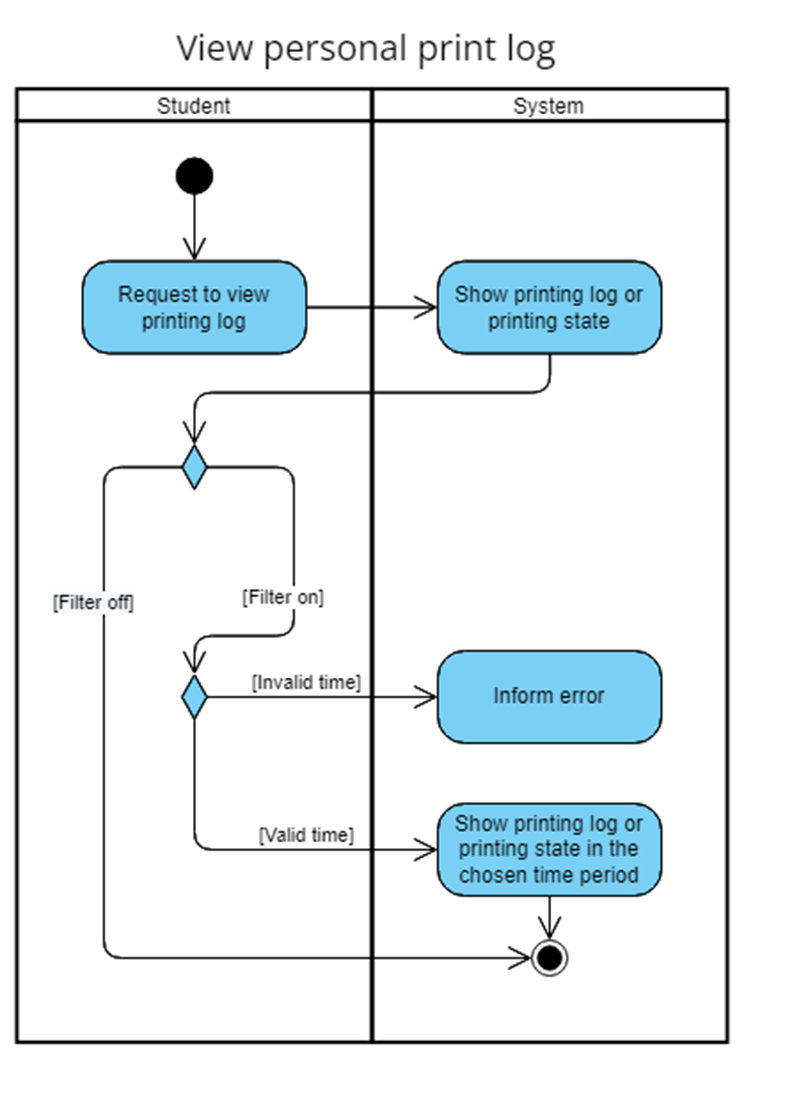 View personal print log
Student
System
Request to view
printing log
Show printing log or
printing state
[Filter off]
[Filter on]
[Invalid time]
Inform error
[Valid time]
Show printing log or
printing state in the
chosen time period